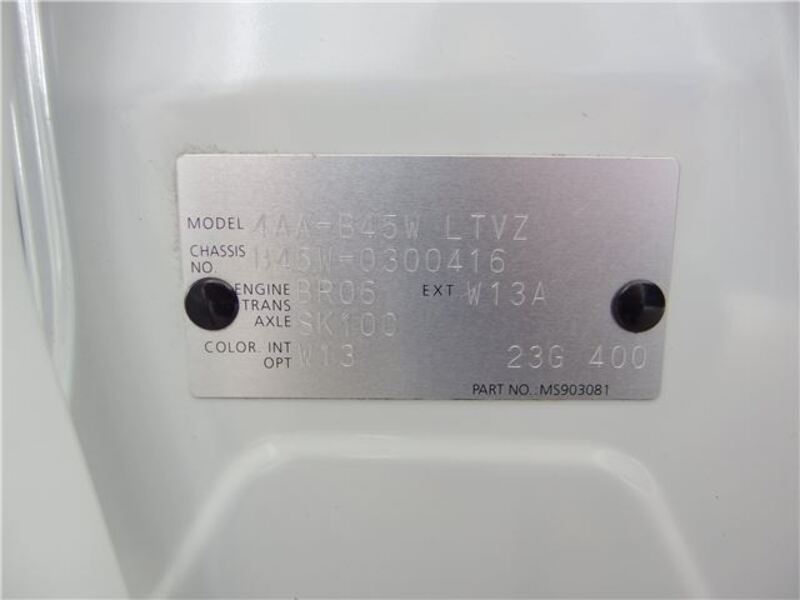 MODEL 4AA-B45W LTVZ
CHASSIS NO. B45W-0300416
ENGINE BR06 EXT W13A
TRANS AXLE SK100
COLOR. INT W13
OPT 23G 400
PART NO.:MS903081